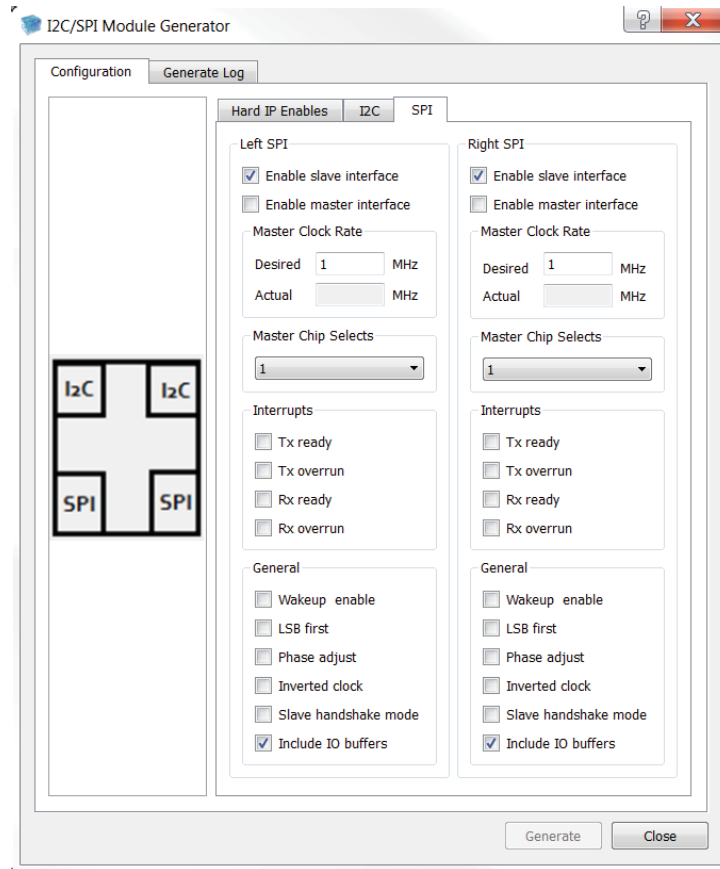 I2C/SPI Module Generator
Configuration
Generate Log
Hard IP Enables
I2C
SPI
I2C
I2C
SPI
SPI
Left SPI
Enable slave interface
Enable master interface
Master Clock Rate
Desired 1 MHz
Actual MHz
Master Chip Selects
1
Interrupts
Tx ready
Tx overrun
Rx ready
Rx overrun
General
Wakeup enable
LSB first
Phase adjust
Inverted clock
Slave handshake mode
Include IO buffers
Right SPI
Enable slave interface
Enable master interface
Master Clock Rate
Desired 1 MHz
Actual MHz
Master Chip Selects
1
Interrupts
Tx ready
Tx overrun
Rx ready
Rx overrun
General
Wakeup enable
LSB first
Phase adjust
Inverted clock
Slave handshake mode
Include IO buffers
Generate
Close